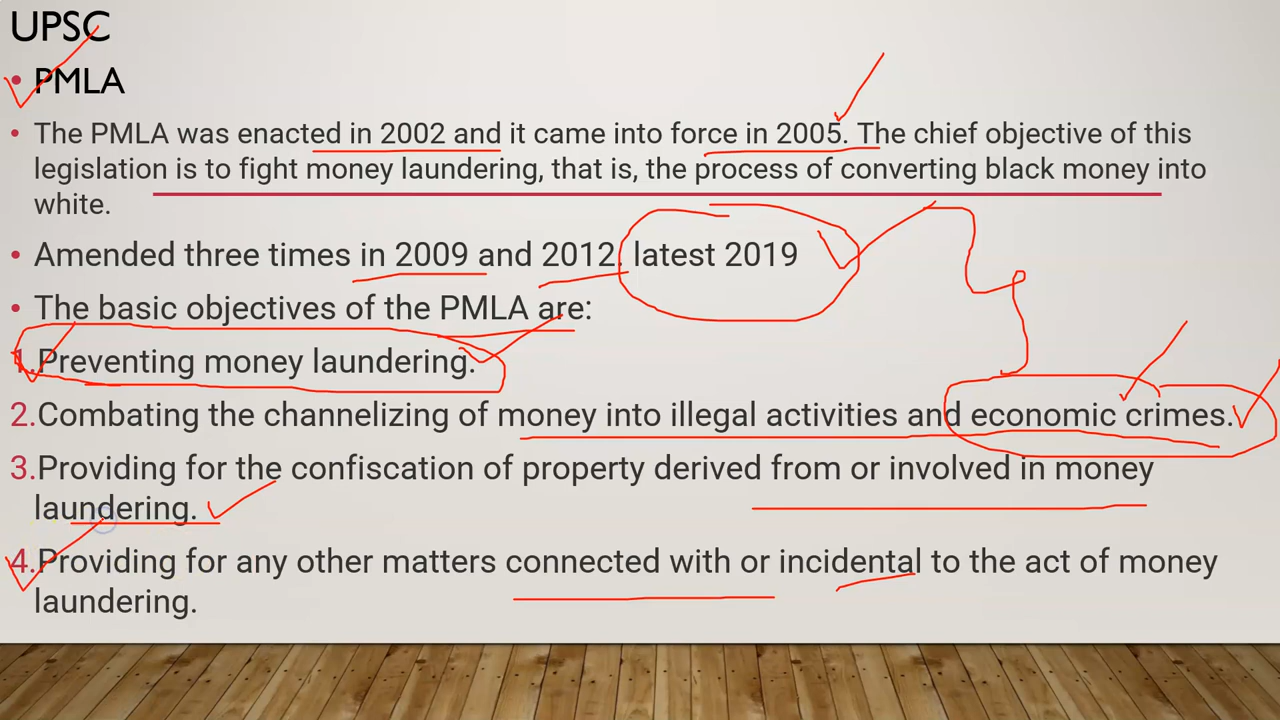 UPSC
• PMLA
• The PMLA was enacted in 2002 and it came into force in 2005. The chief objective of this
legislation is to fight money laundering, that is, the process of converting black money into
white.
• Amended three times in 2009 and 2012. latest 2019
• The basic objectives of the PMLA are:
1.Preventing money laundering.
2.Combating the channelizing of money into illegal activities and economic crimes.
3.Providing for the confiscation of property derived from or involved in money
laundering.
4.Providing for any other matters connected with or incidental to the act of money
laundering.